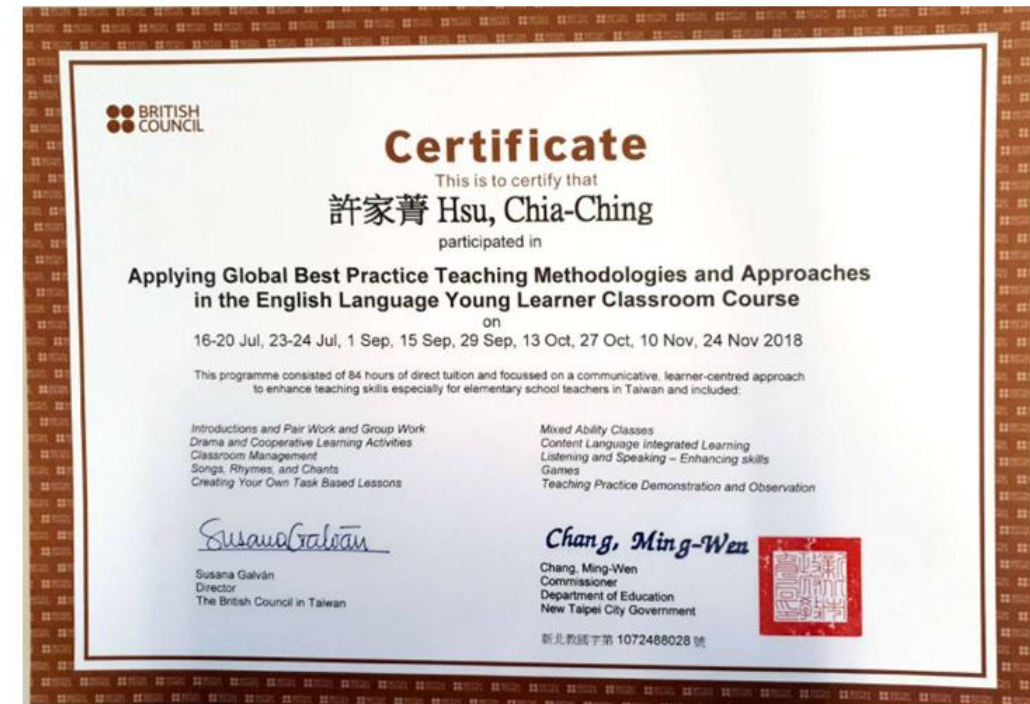 BRITISH
COUNCIL
Certificate
This is to certify that
許家菁 Hsu, Chia-Ching
participated in
Applying Global Best Practice Teaching Methodologies and Approaches
in the English Language Young Learner Classroom Course
on
16-20 Jul, 23-24 Jul, 1 Sep, 15 Sep, 29 Sep, 13 Oct, 27 Oct, 10 Nov, 24 Nov 2018
This programme consisted of 84 hours of direct tuition and focussed on a communicative, learner-centred approach
to enhance teaching skills especially for elementary school teachers in Taiwan and included:
Introductions and Pair Work and Group Work
Drama and Cooperative Learning Activities
Classroom Management
Songs, Rhymes, and Chants
Creating Your Own Task Based Lessons
Mixed Ability Classes
Content Language Integrated Learning
Listening and Speaking – Enhancing skills
Games
Teaching Practice Demonstration and Observation
Susana Galván
Susana Galván
Director
The British Council in Taiwan
Chang, Ming-Wen
Chang, Ming-Wen
Commissioner
Department of Education
New Taipei City Government
新北教國字第 1072488028 號